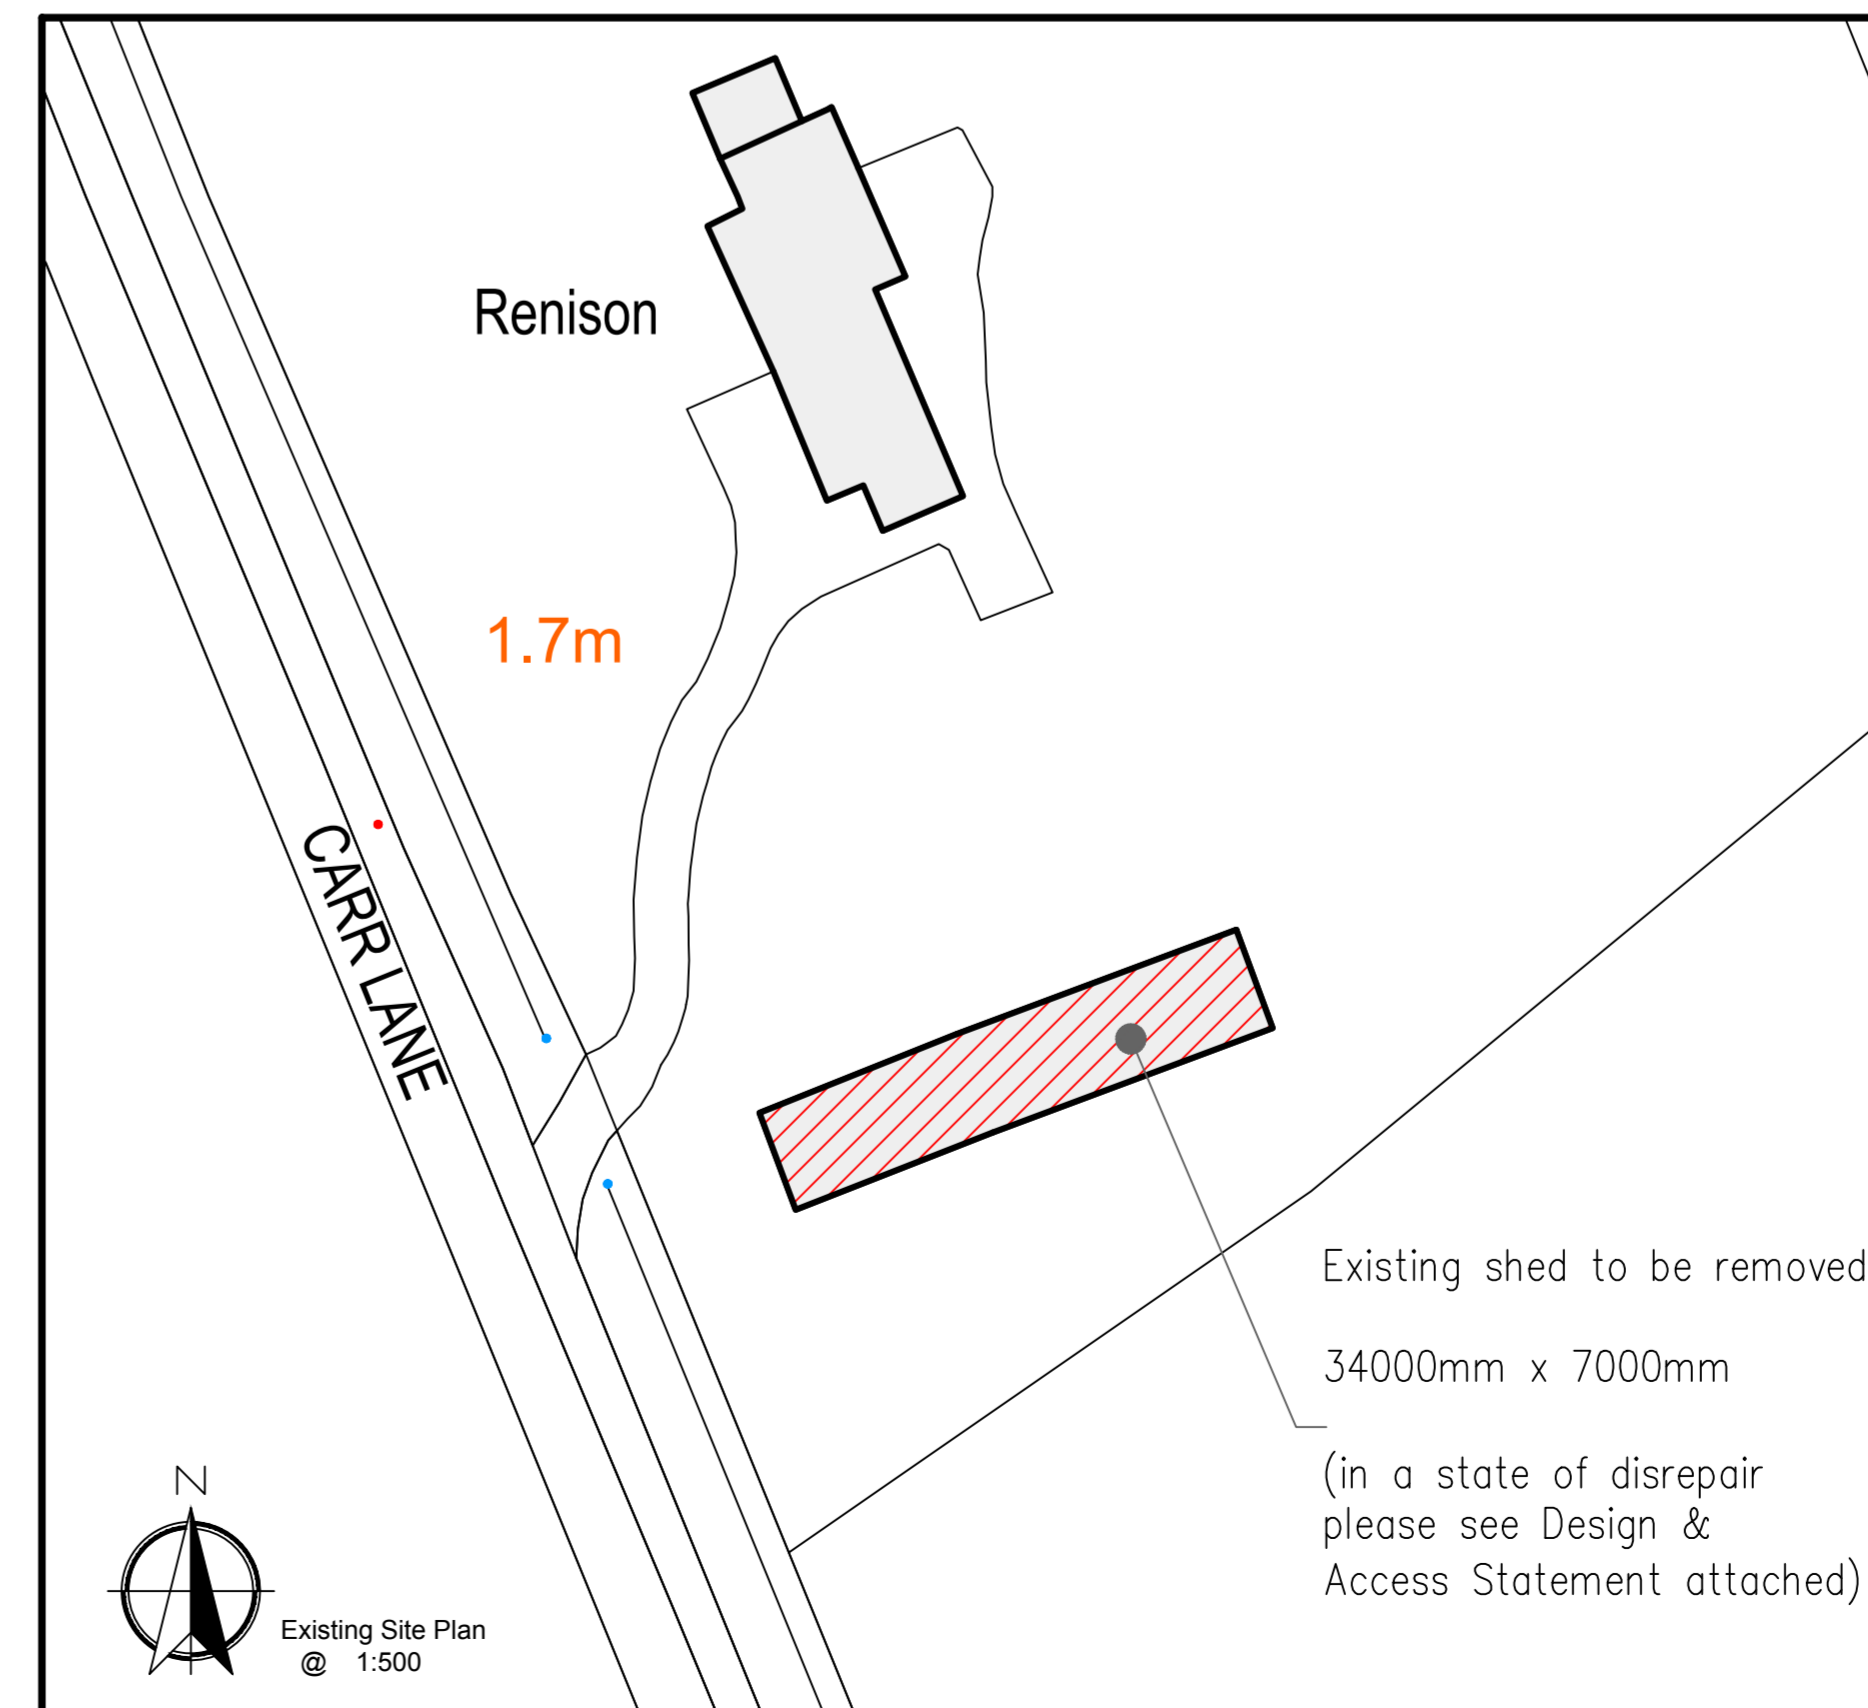 Renison
1.7m
CARR LANE
Existing shed to be removed
34000mm x 7000mm
(in a state of disrepair
please see Design &
Access Statement attached)
N
Existing Site Plan
@ 1:500